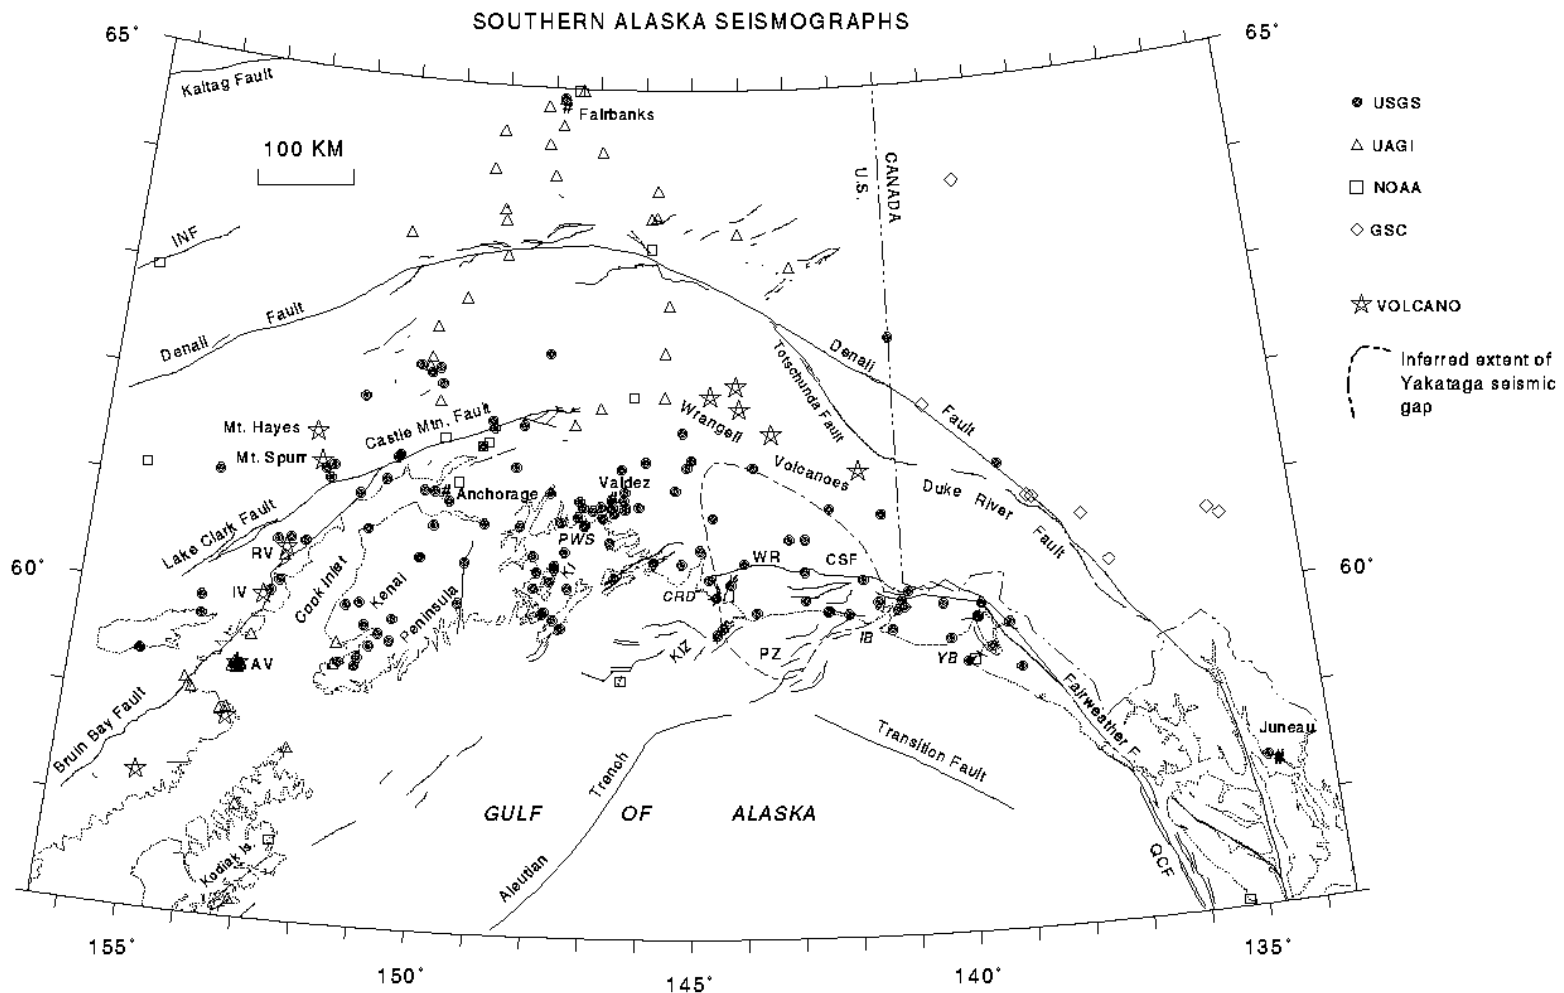 SOUTHERN ALASKA SEISMOGRAPHS
65°
65°
Kaltag Fault
Fairbanks
USGS
100 KM
UAGI
CANADA
U.S.
NOAA
INF
GSC
Denali Fault
VOLCANO
Totschunda Fault
Denali Fault
Inferred extent of
Yakataga seismic
gap
Mt. Hayes
Castle Mtn. Fault
Wrangell
Mt. Spurr
Volcanoes
Anchorage
Valdez
Duke River Fault
Lake Clark Fault
PWS
RV
WR
CSF
60°
60°
KI
IV
Cook Inlet
Kenai
Peninsula
CRD
IB
KIZ
PZ
YB
AV
Fairweather F.
Bruin Bay Fault
Juneau
Transition Fault
Trench
GULF OF ALASKA
Kodiak Is.
QCF
Aleutian
155°
135°
150°
145°
140°